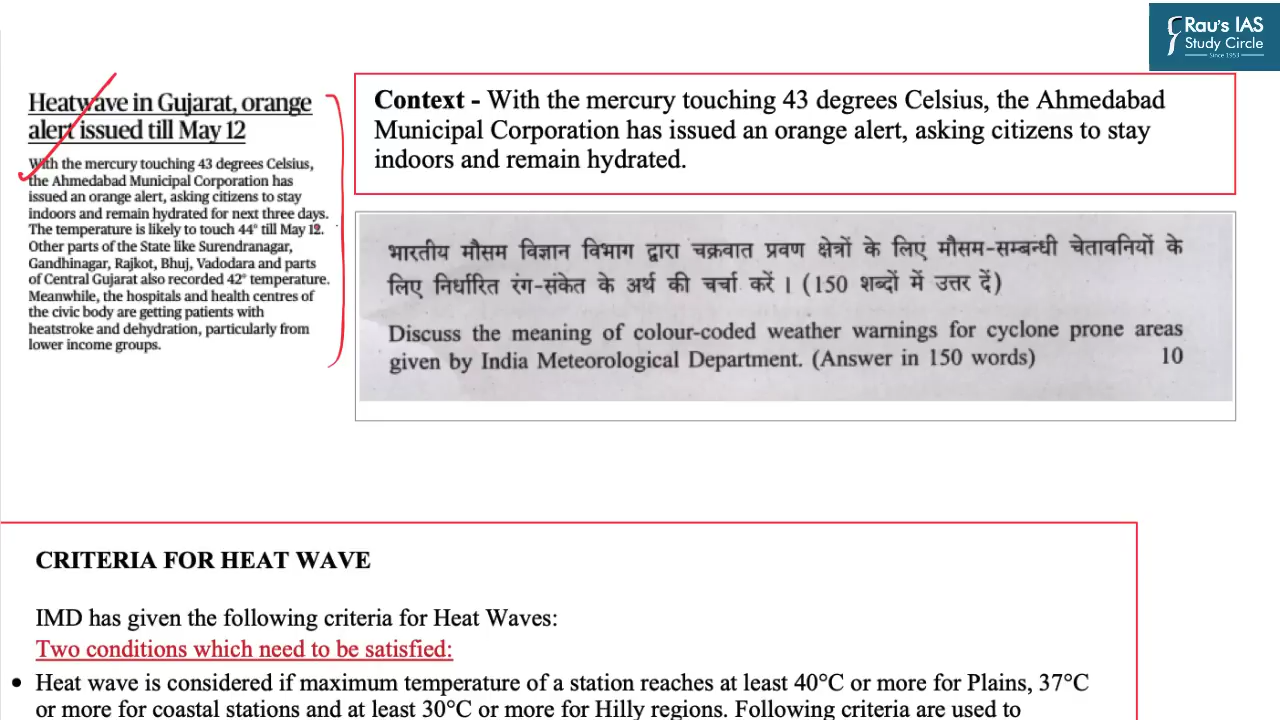 Rau's IAS
Study Circle
Since 1953
Heatwave in Gujarat, orange
alert issued till May 12
With the mercury touching 43 degrees Celsius,
the Ahmedabad Municipal Corporation has
issued an orange alert, asking citizens to stay
indoors and remain hydrated for next three days.
The temperature is likely to touch 44° till May 12.
Other parts of the State like Surendranagar,
Gandhinagar, Rajkot, Bhuj, Vadodara and parts
of Central Gujarat also recorded 42° temperature.
Meanwhile, the hospitals and health centres of
the civic body are getting patients with
heatstroke and dehydration, particularly from
lower income groups.
Context - With the mercury touching 43 degrees Celsius, the Ahmedabad
Municipal Corporation has issued an orange alert, asking citizens to stay
indoors and remain hydrated.
भारतीय मौसम विज्ञान विभाग द्वारा चक्रवात प्रवण क्षेत्रों के लिए मौसम-सम्बन्धी चेतावनियों के
लिए निर्धारित रंग-संकेत के अर्थ की चर्चा करें । (150 शब्दों में उत्तर दें)
Discuss the meaning of colour-coded weather warnings for cyclone prone areas
given by India Meteorological Department. (Answer in 150 words) 10
CRITERIA FOR HEAT WAVE
IMD has given the following criteria for Heat Waves:
Two conditions which need to be satisfied:
• Heat wave is considered if maximum temperature of a station reaches at least 40°C or more for Plains, 37°C
or more for coastal stations and at least 30°C or more for Hilly regions. Following criteria are used to